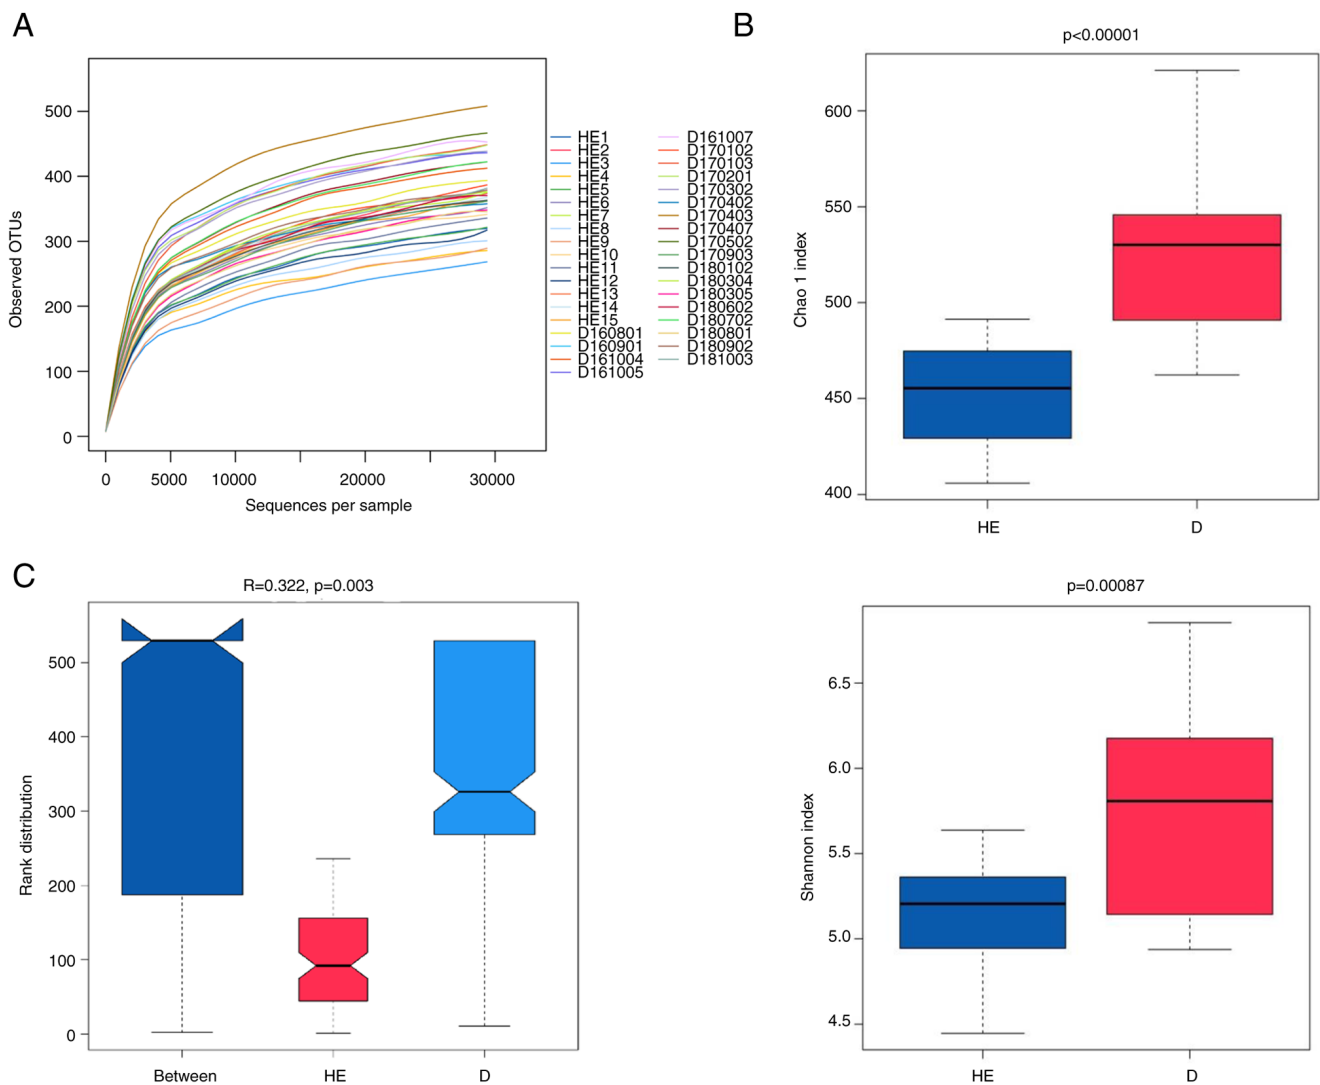 A
Observed OTUs
500
400
300
200
100
0
0 5000 10000 20000 30000
Sequences per sample
HE1
HE2
HE3
HE4
HE5
HE6
HE7
HE8
HE9
HE10
HE11
HE12
HE13
HE14
HE15
D160801
D160901
D161004
D161005
D161007
D170102
D170103
D170201
D170302
D170402
D170403
D170407
D170502
D170903
D180102
D180304
D180305
D180602
D180702
D180801
D180902
D181003
B
p<0.00001
Chao 1 index
600
550
500
450
400
HE D
C
R=0.322, p=0.003
Rank distribution
500
400
300
200
100
0
Between HE D
p=0.00087
Shannon index
6.5
6.0
5.5
5.0
4.5
HE D